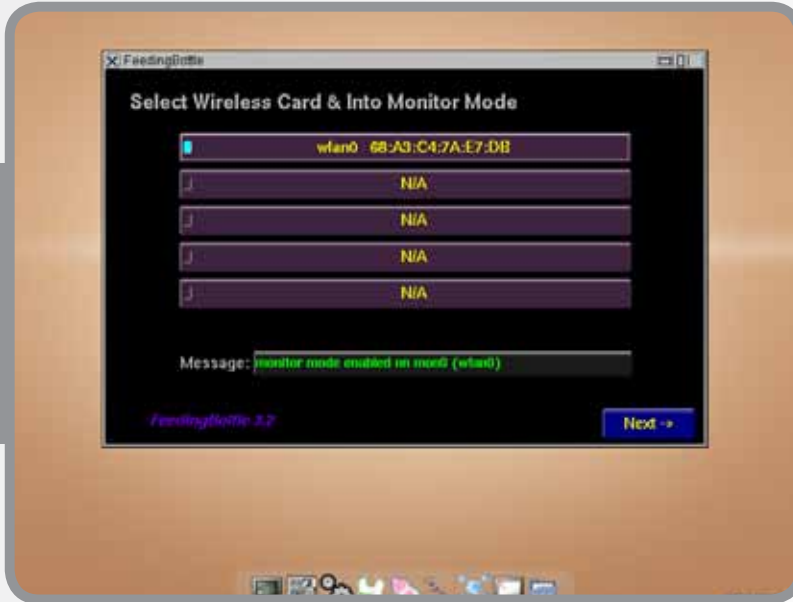 FeedingBottle
Select Wireless Card & Into Monitor Mode
wlan0 68:A3:C4:7A:E7:DB
N/A
N/A
N/A
N/A
Message: monitor mode enabled on mon0 (wlan0)
FeedingBottle 3.2
Next ->